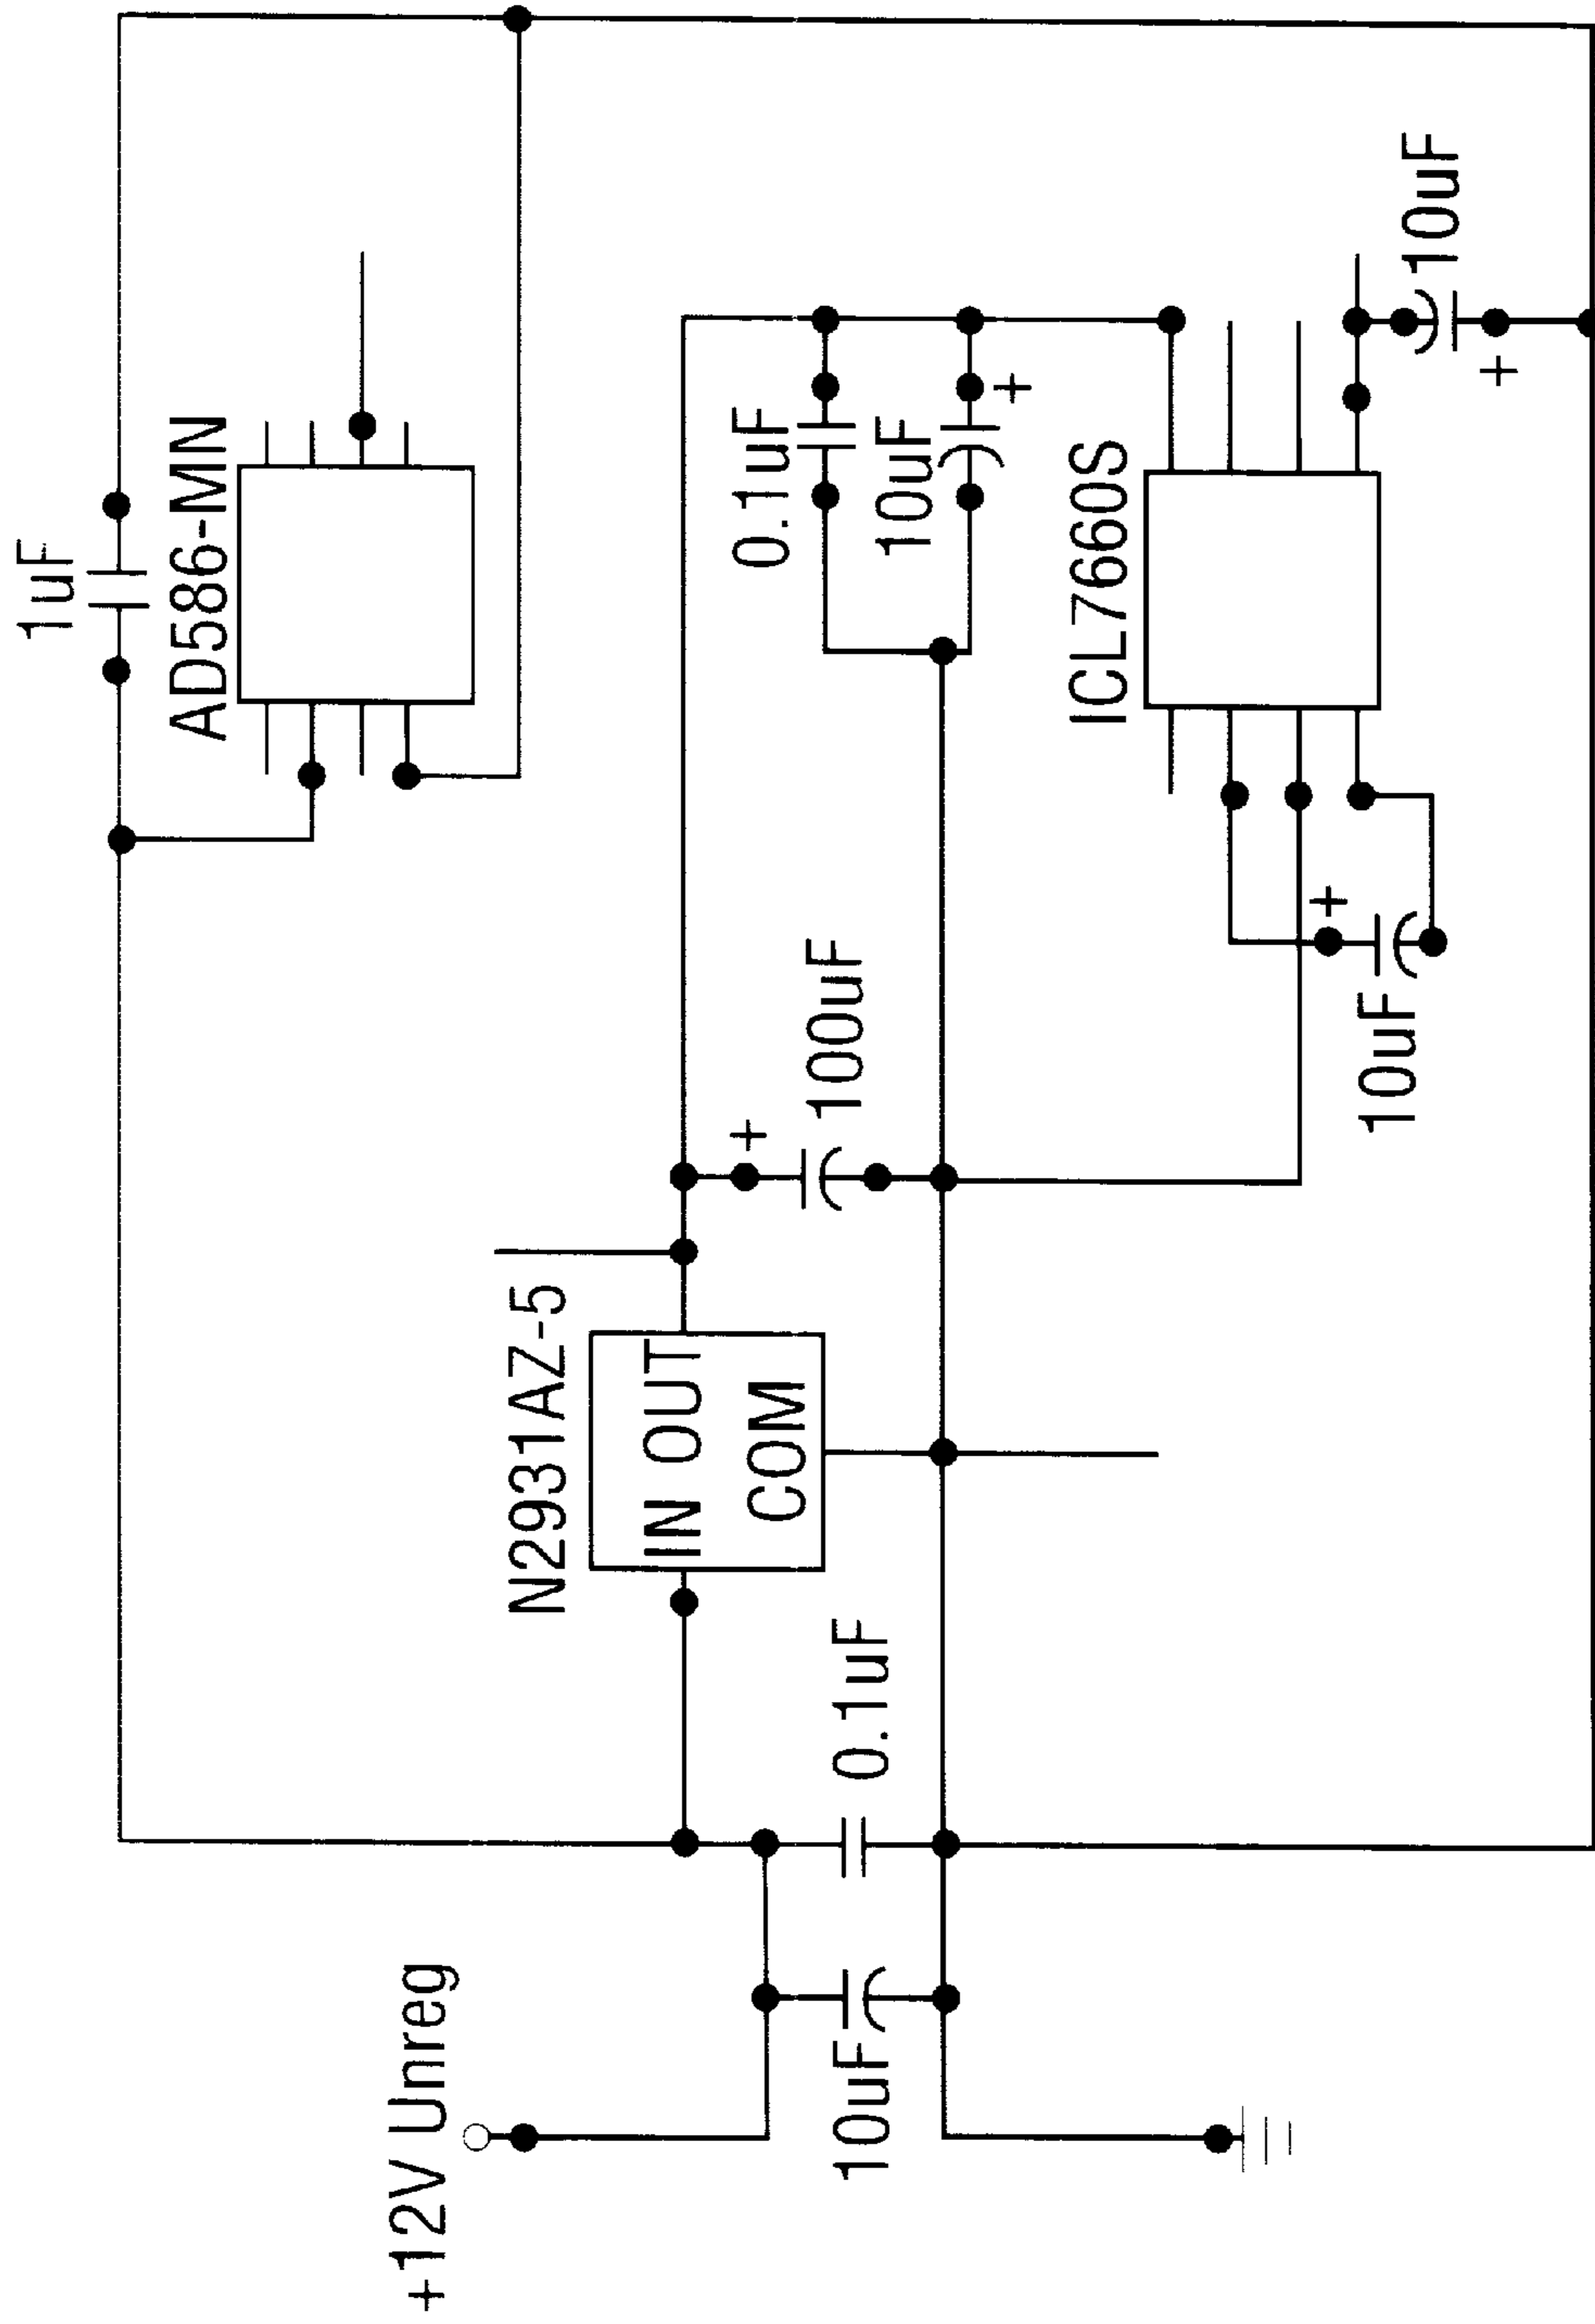 1uF
AD586-MN
+12V Unreg
N2931AZ-5
IN OUT
COM
0.1uF
10uF
100uF
10uF
0.1uF
10uF
ICL7660S
10uF
+
+
+
+